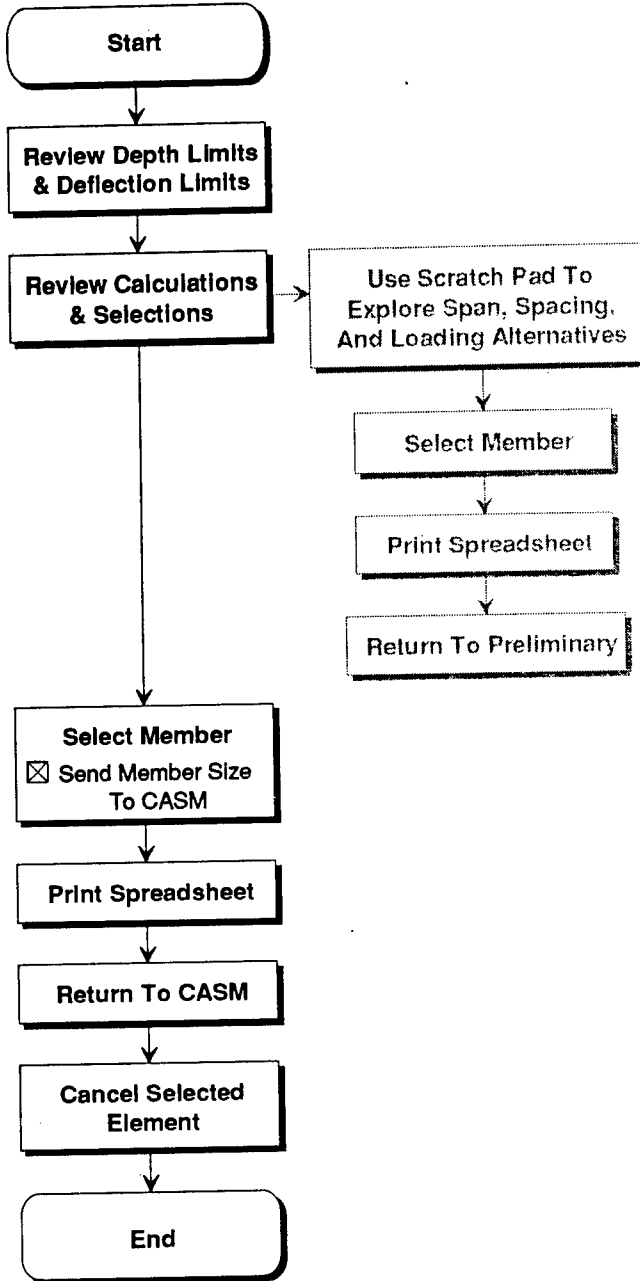 Start
Review Depth Limits
& Deflection Limits
Review Calculations
& Selections
Use Scratch Pad To
Explore Span, Spacing,
And Loading Alternatives
Select Member
Print Spreadsheet
Return To Preliminary
Select Member
☒ Send Member Size
To CASM
Print Spreadsheet
Return To CASM
Cancel Selected
Element
End